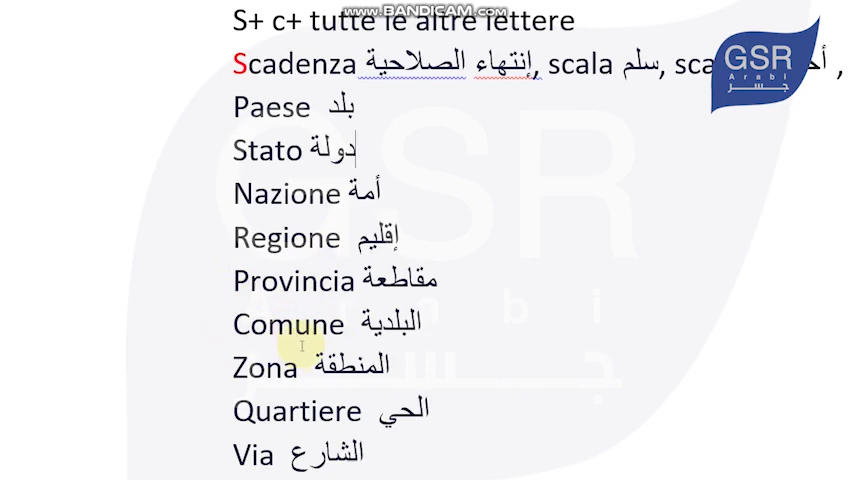 www.BANDICAM.com
S+ c+ tutte le altre lettere
Scadenza إنتهاء الصلاحية, scala سلم, ,
Paese بلد
Stato دولة
Nazione أمة
Regione إقليم
Provincia مقاطعة
Comune البلدية
Zona المنطقة
Quartiere الحي
Via الشارع
GSR
Arabi
جسر